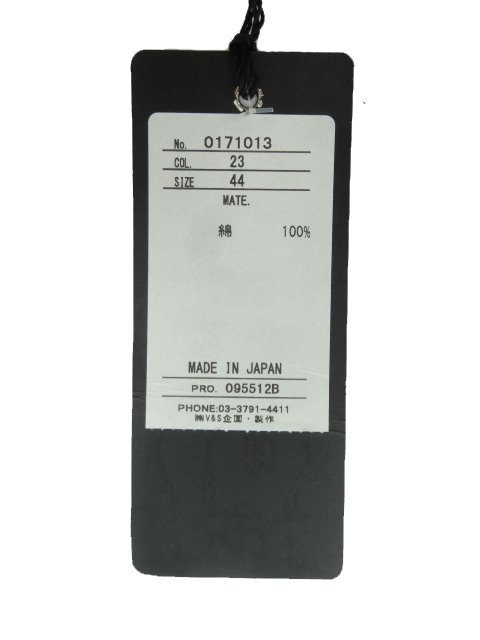 No. 0171013
COL. 23
SIZE 44
MATE.
綿 100%
MADE IN JAPAN
PRO. 095512B
PHONE:03-3791-4411
㈱V&S企画・製作